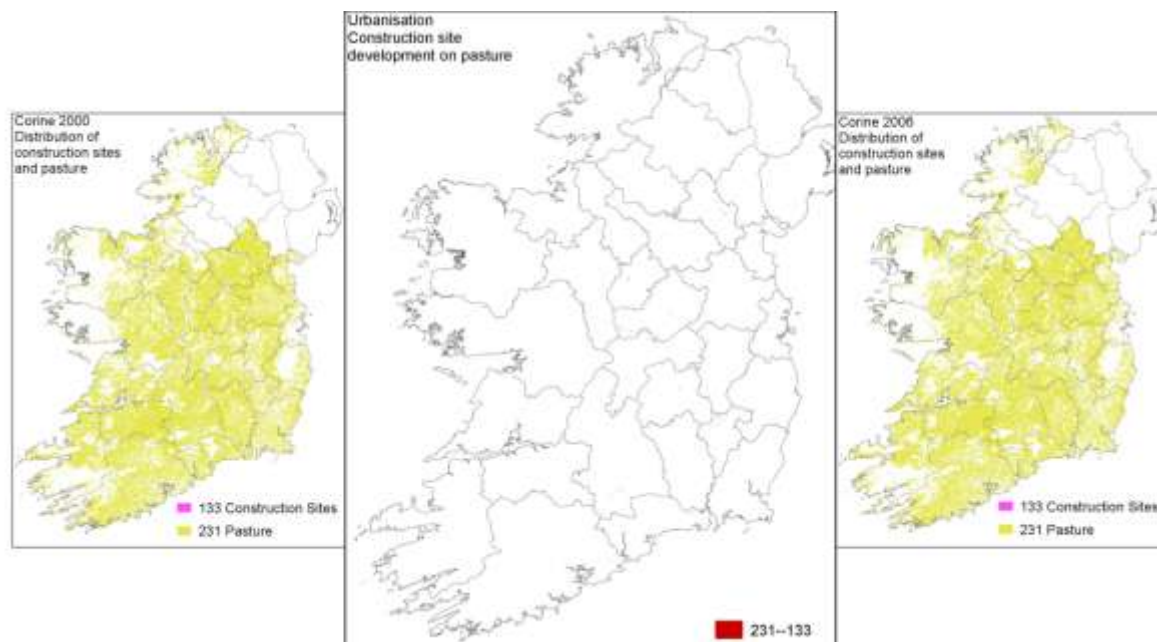 Corine 2000
Distribution of
construction sites
and pasture
133 Construction Sites
231 Pasture
Urbanisation
Construction site
development on pasture
231--133
Corine 2006
Distribution of
construction sites
and pasture
133 Construction Sites
231 Pasture